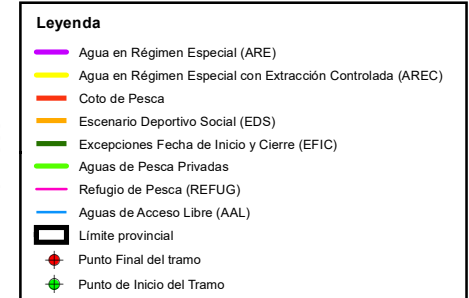 Leyenda
Agua en Régimen Especial (ARE)
Agua en Régimen Especial con Extracción Controlada (AREC)
Coto de Pesca
Escenario Deportivo Social (EDS)
Excepciones Fecha de Inicio y Cierre (EFIC)
Aguas de Pesca Privadas
Refugio de Pesca (REFUG)
Aguas de Acceso Libre (AAL)
Límite provincial
Punto Final del tramo
Punto de Inicio del Tramo